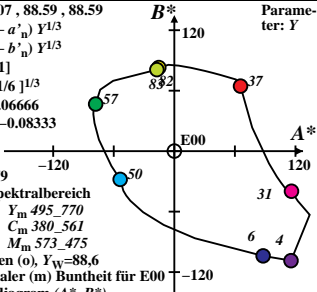 07 , 88.59 , 88.59
– a’n) Y1/3
– b’n) Y1/3
1]
1/6 ]1/3
06666
–0.08333
9
pektralbereich
Ym 495_770
Cm 380_561
Mm 573_475
en (o), YW=88,6
aler (m) Buntheit für E00
B*
120
Parame-
ter: Y
83
82
37
57
E00
A*
–120
120
50
31
6
4
–120